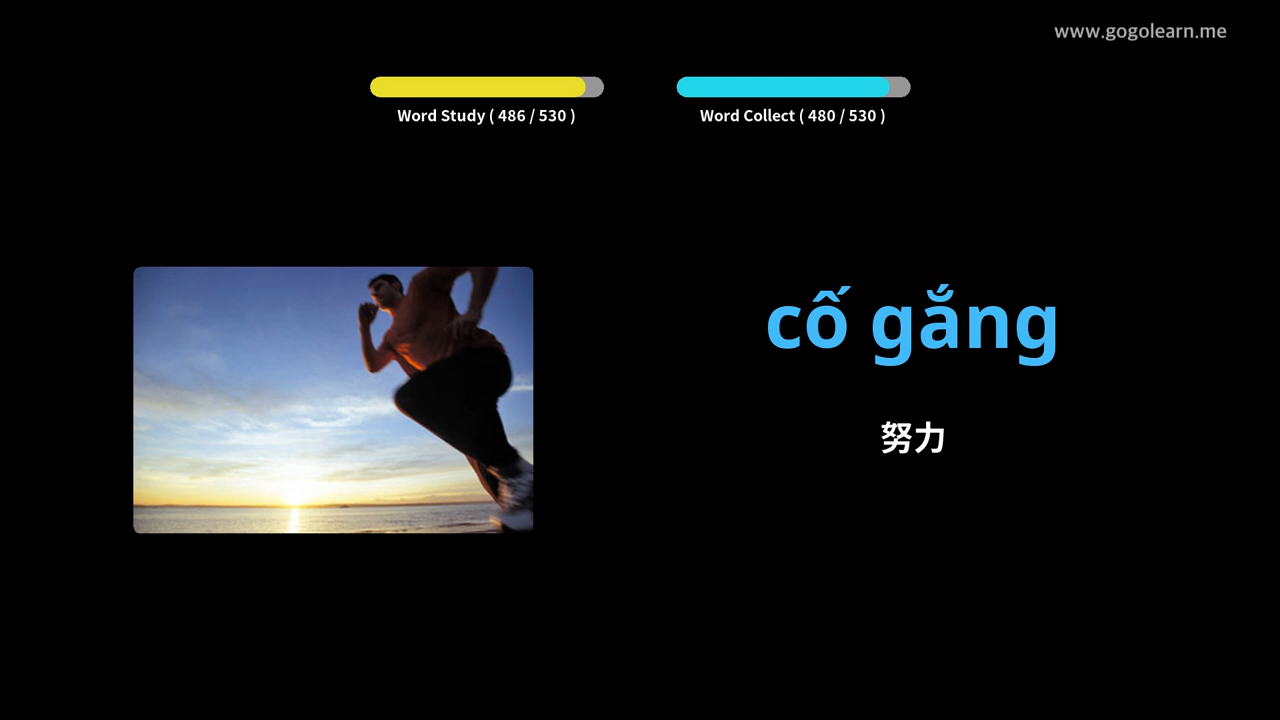 www.gogolearn.me
Word Study ( 486 / 530 )
Word Collect ( 480 / 530 )
cố gắng
努力